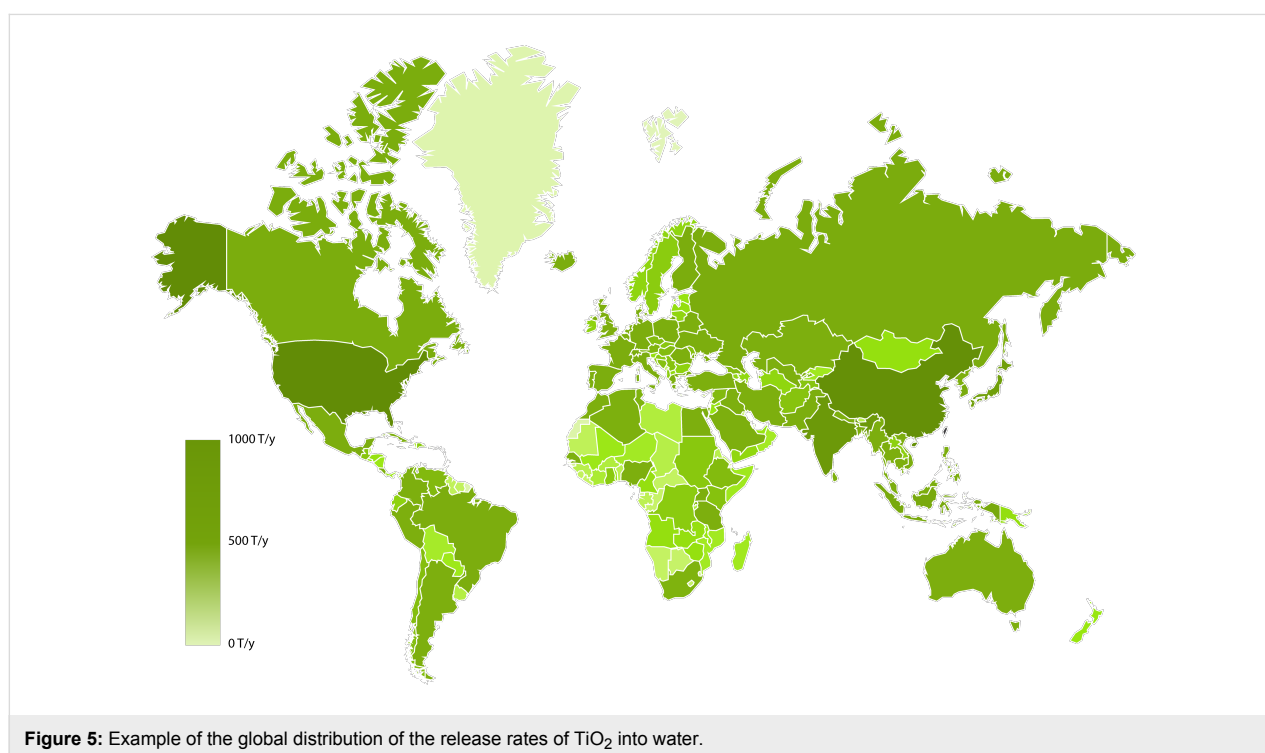 1000 T/y
500 T/y
0 T/y
Figure 5: Example of the global distribution of the release rates of TiO2 into water.